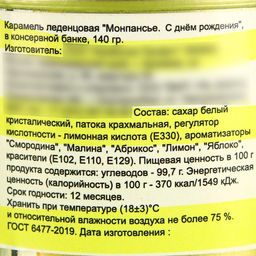 Карамель леденцовая "Монпансье. С днём рождения",
в консервной банке, 140 гр.
Изготовитель:
Состав: сахар белый
кристалический, патока крахмальная, регулятор
кислотности - лимонная кислота (Е330), ароматизаторы
"Смородина", "Малина", "Абрикос", "Лимон", "Яблоко",
красители (Е102, Е110, Е129). Пищевая ценность в 100 г
продукта содержится: углеводов - 99,7 г. Энергетическая
ценность (калорийность) в 100 г - 370 ккал/1549 кДж.
Срок годности: 12 месяцев.
Хранить при температуре (18±3)°С
и относительной влажности воздуха не более 75 %.
ГОСТ 6477-2019. Дата изготовления :